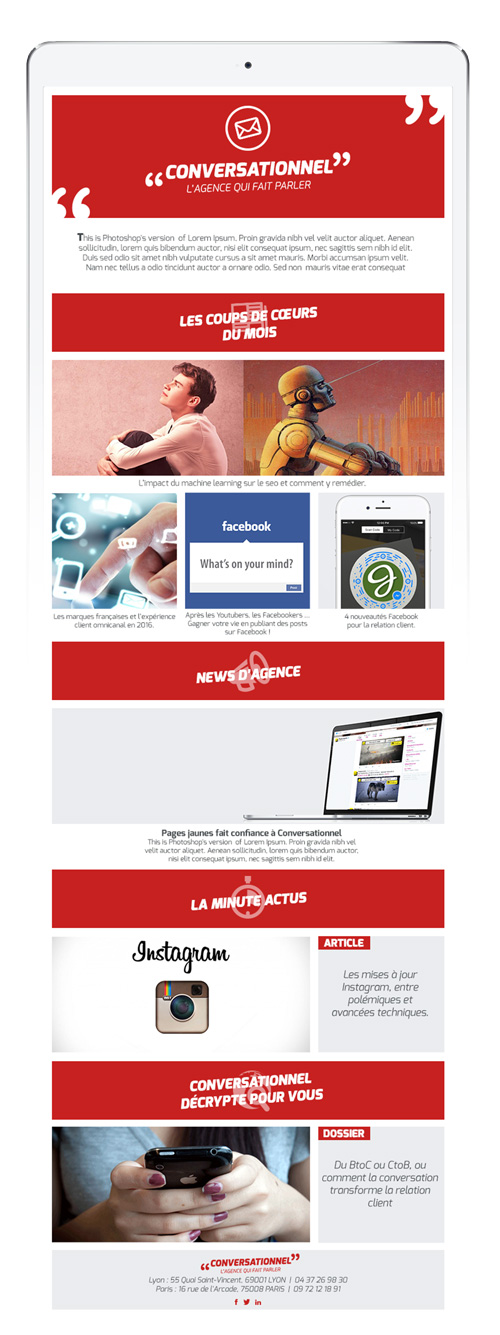 “CONVERSATIONNEL”
L'AGENCE QUI FAIT PARLER
This is Photoshop's version of Lorem Ipsum. Proin gravida nibh vel velit auctor aliquet. Aenean
sollicitudin, lorem quis bibendum auctor, nisi elit consequat ipsum, nec sagittis sem nibh id elit.
Duis sed odio sit amet nibh vulputate cursus a sit amet mauris. Morbi accumsan ipsum velit.
Nam nec tellus a odio tincidunt auctor a ornare odio. Sed non mauris vitae erat consequat
LES COUPS DE CŒURS
DU MOIS
L'impact du machine learning sur le seo et comment y remédier.
facebook
What's on your mind?
Les marques françaises et l'expérience
client omnicanal en 2016.
Après les Youtubers, les Facebookers ...
Gagner votre vie en publiant des posts
sur Facebook !
4 nouveautés Facebook
pour la relation client.
NEWS D'AGENCE
Pages jaunes fait confiance à Conversationnel
This is Photoshop's version of Lorem Ipsum. Proin gravida nibh vel
velit auctor aliquet. Aenean sollicitudin, lorem quis bibendum auctor,
nisi elit consequat ipsum, nec sagittis sem nibh id elit.
LA MINUTE ACTUS
Instagram
ARTICLE
Les mises à jour
Instagram, entre
polémiques et
avancées techniques.
CONVERSATIONNEL
DÉCRYPTE POUR VOUS
DOSSIER
Du BtoC au CtoB, ou
comment la conversation
transforme la relation
client
“CONVERSATIONNEL”
L'AGENCE QUI FAIT PARLER
Lyon : 55 Quai Saint-Vincent, 69001 LYON | 04 37 26 98 30
Paris : 16 rue de l'Arcade, 75008 PARIS | 09 72 12 18 91